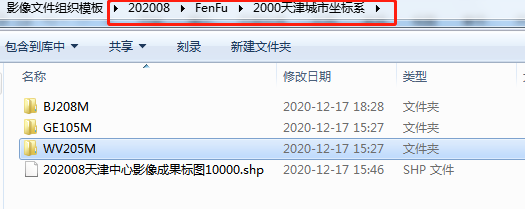 影像文件组织模板 ▸ 202008 ▸ FenFu ▸ 2000天津城市坐标系 ▸
包含到库中 ▾ 共享 ▾ 刻录 新建文件夹
名称 修改日期 类型
BJ208M 2020-12-17 18:28 文件夹
GE105M 2020-12-17 15:27 文件夹
WV205M 2020-12-17 15:27 文件夹
202008天津中心影像成果标图10000.shp 2020-12-17 15:46 SHP 文件